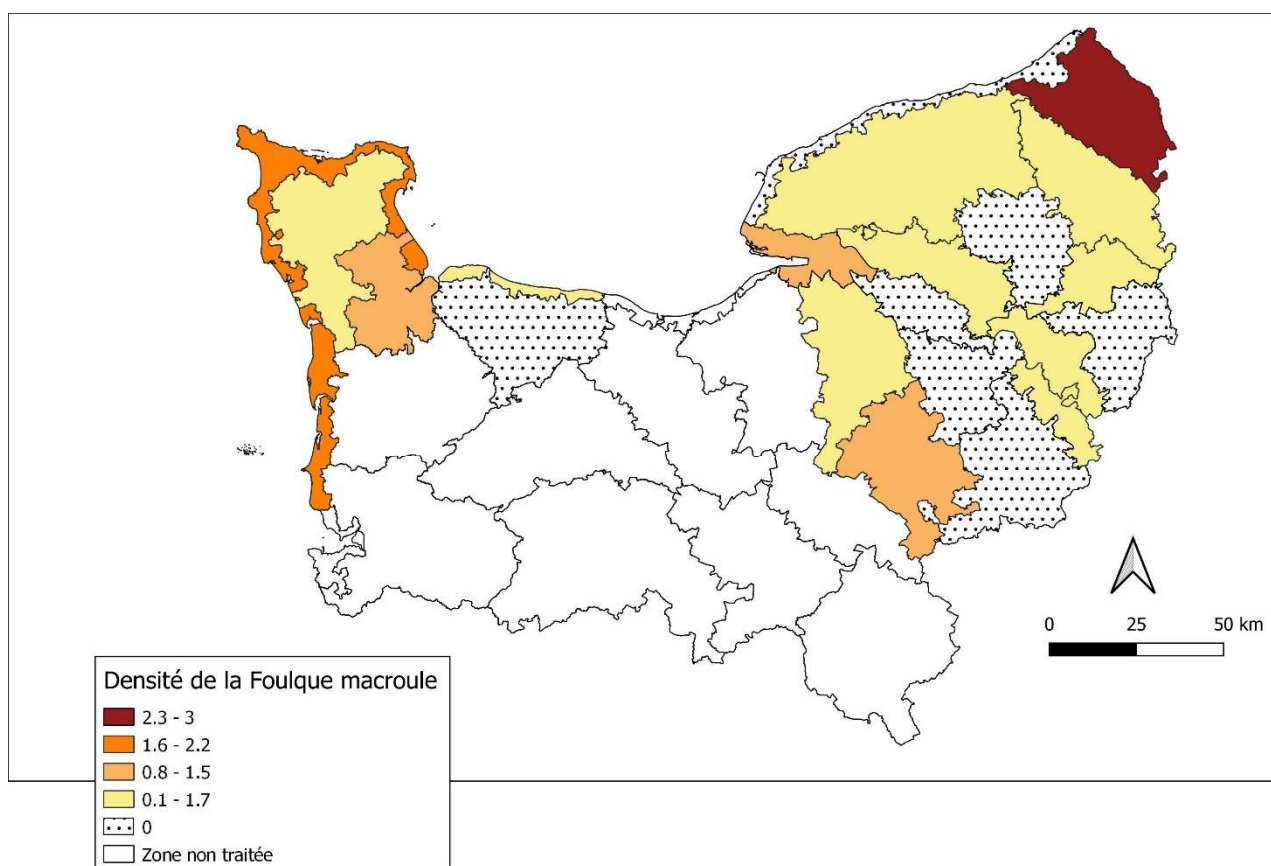 0 25 50 km
Densité de la Foulque macroule
2.3 - 3
1.6 - 2.2
0.8 - 1.5
0.1 - 1.7
0
Zone non traitée